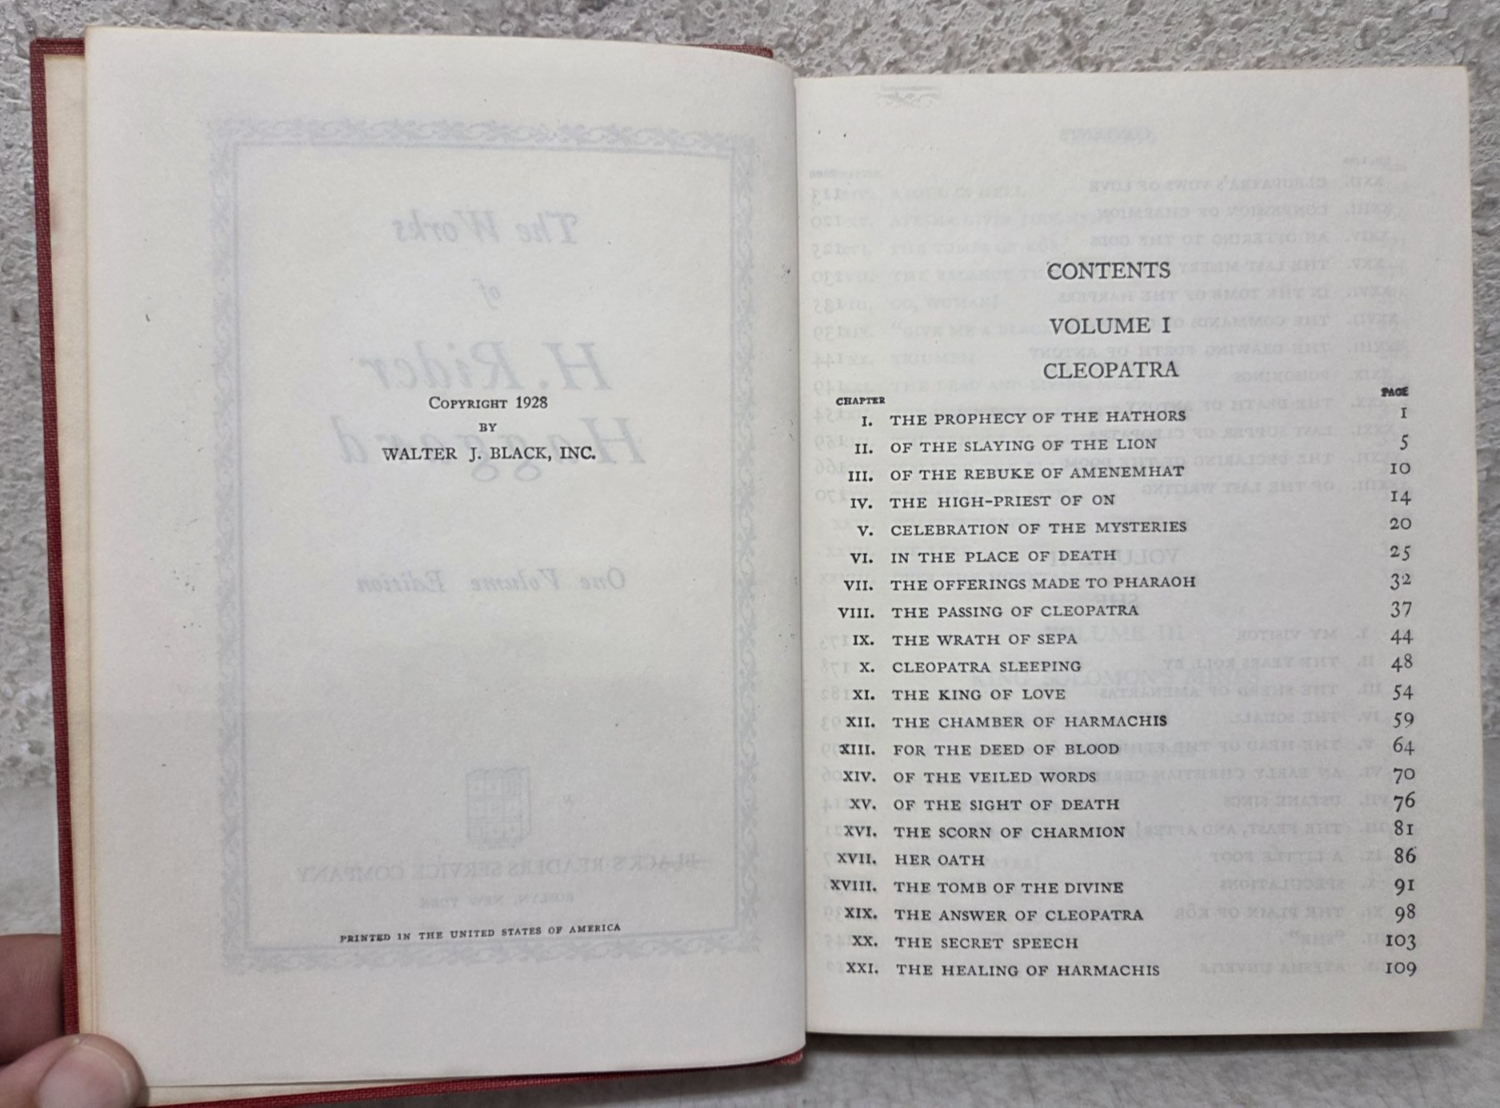 COPYRIGHT 1928
BY
WALTER J. BLACK, INC.
PRINTED IN THE UNITED STATES OF AMERICA
CONTENTS
VOLUME I
CLEOPATRA
CHAPTER PAGE
I. THE PROPHECY OF THE HATHORS 1
II. OF THE SLAYING OF THE LION 5
III. OF THE REBUKE OF AMENEMHAT 10
IV. THE HIGH-PRIEST OF ON 14
V. CELEBRATION OF THE MYSTERIES 20
VI. IN THE PLACE OF DEATH 25
VII. THE OFFERINGS MADE TO PHARAOH 32
VIII. THE PASSING OF CLEOPATRA 37
IX. THE WRATH OF SEPA 44
X. CLEOPATRA SLEEPING 48
XI. THE KING OF LOVE 54
XII. THE CHAMBER OF HARMACHIS 59
XIII. FOR THE DEED OF BLOOD 64
XIV. OF THE VEILED WORDS 70
XV. OF THE SIGHT OF DEATH 76
XVI. THE SCORN OF CHARMION 81
XVII. HER OATH 86
XVIII. THE TOMB OF THE DIVINE 91
XIX. THE ANSWER OF CLEOPATRA 98
XX. THE SECRET SPEECH 103
XXI. THE HEALING OF HARMACHIS 109